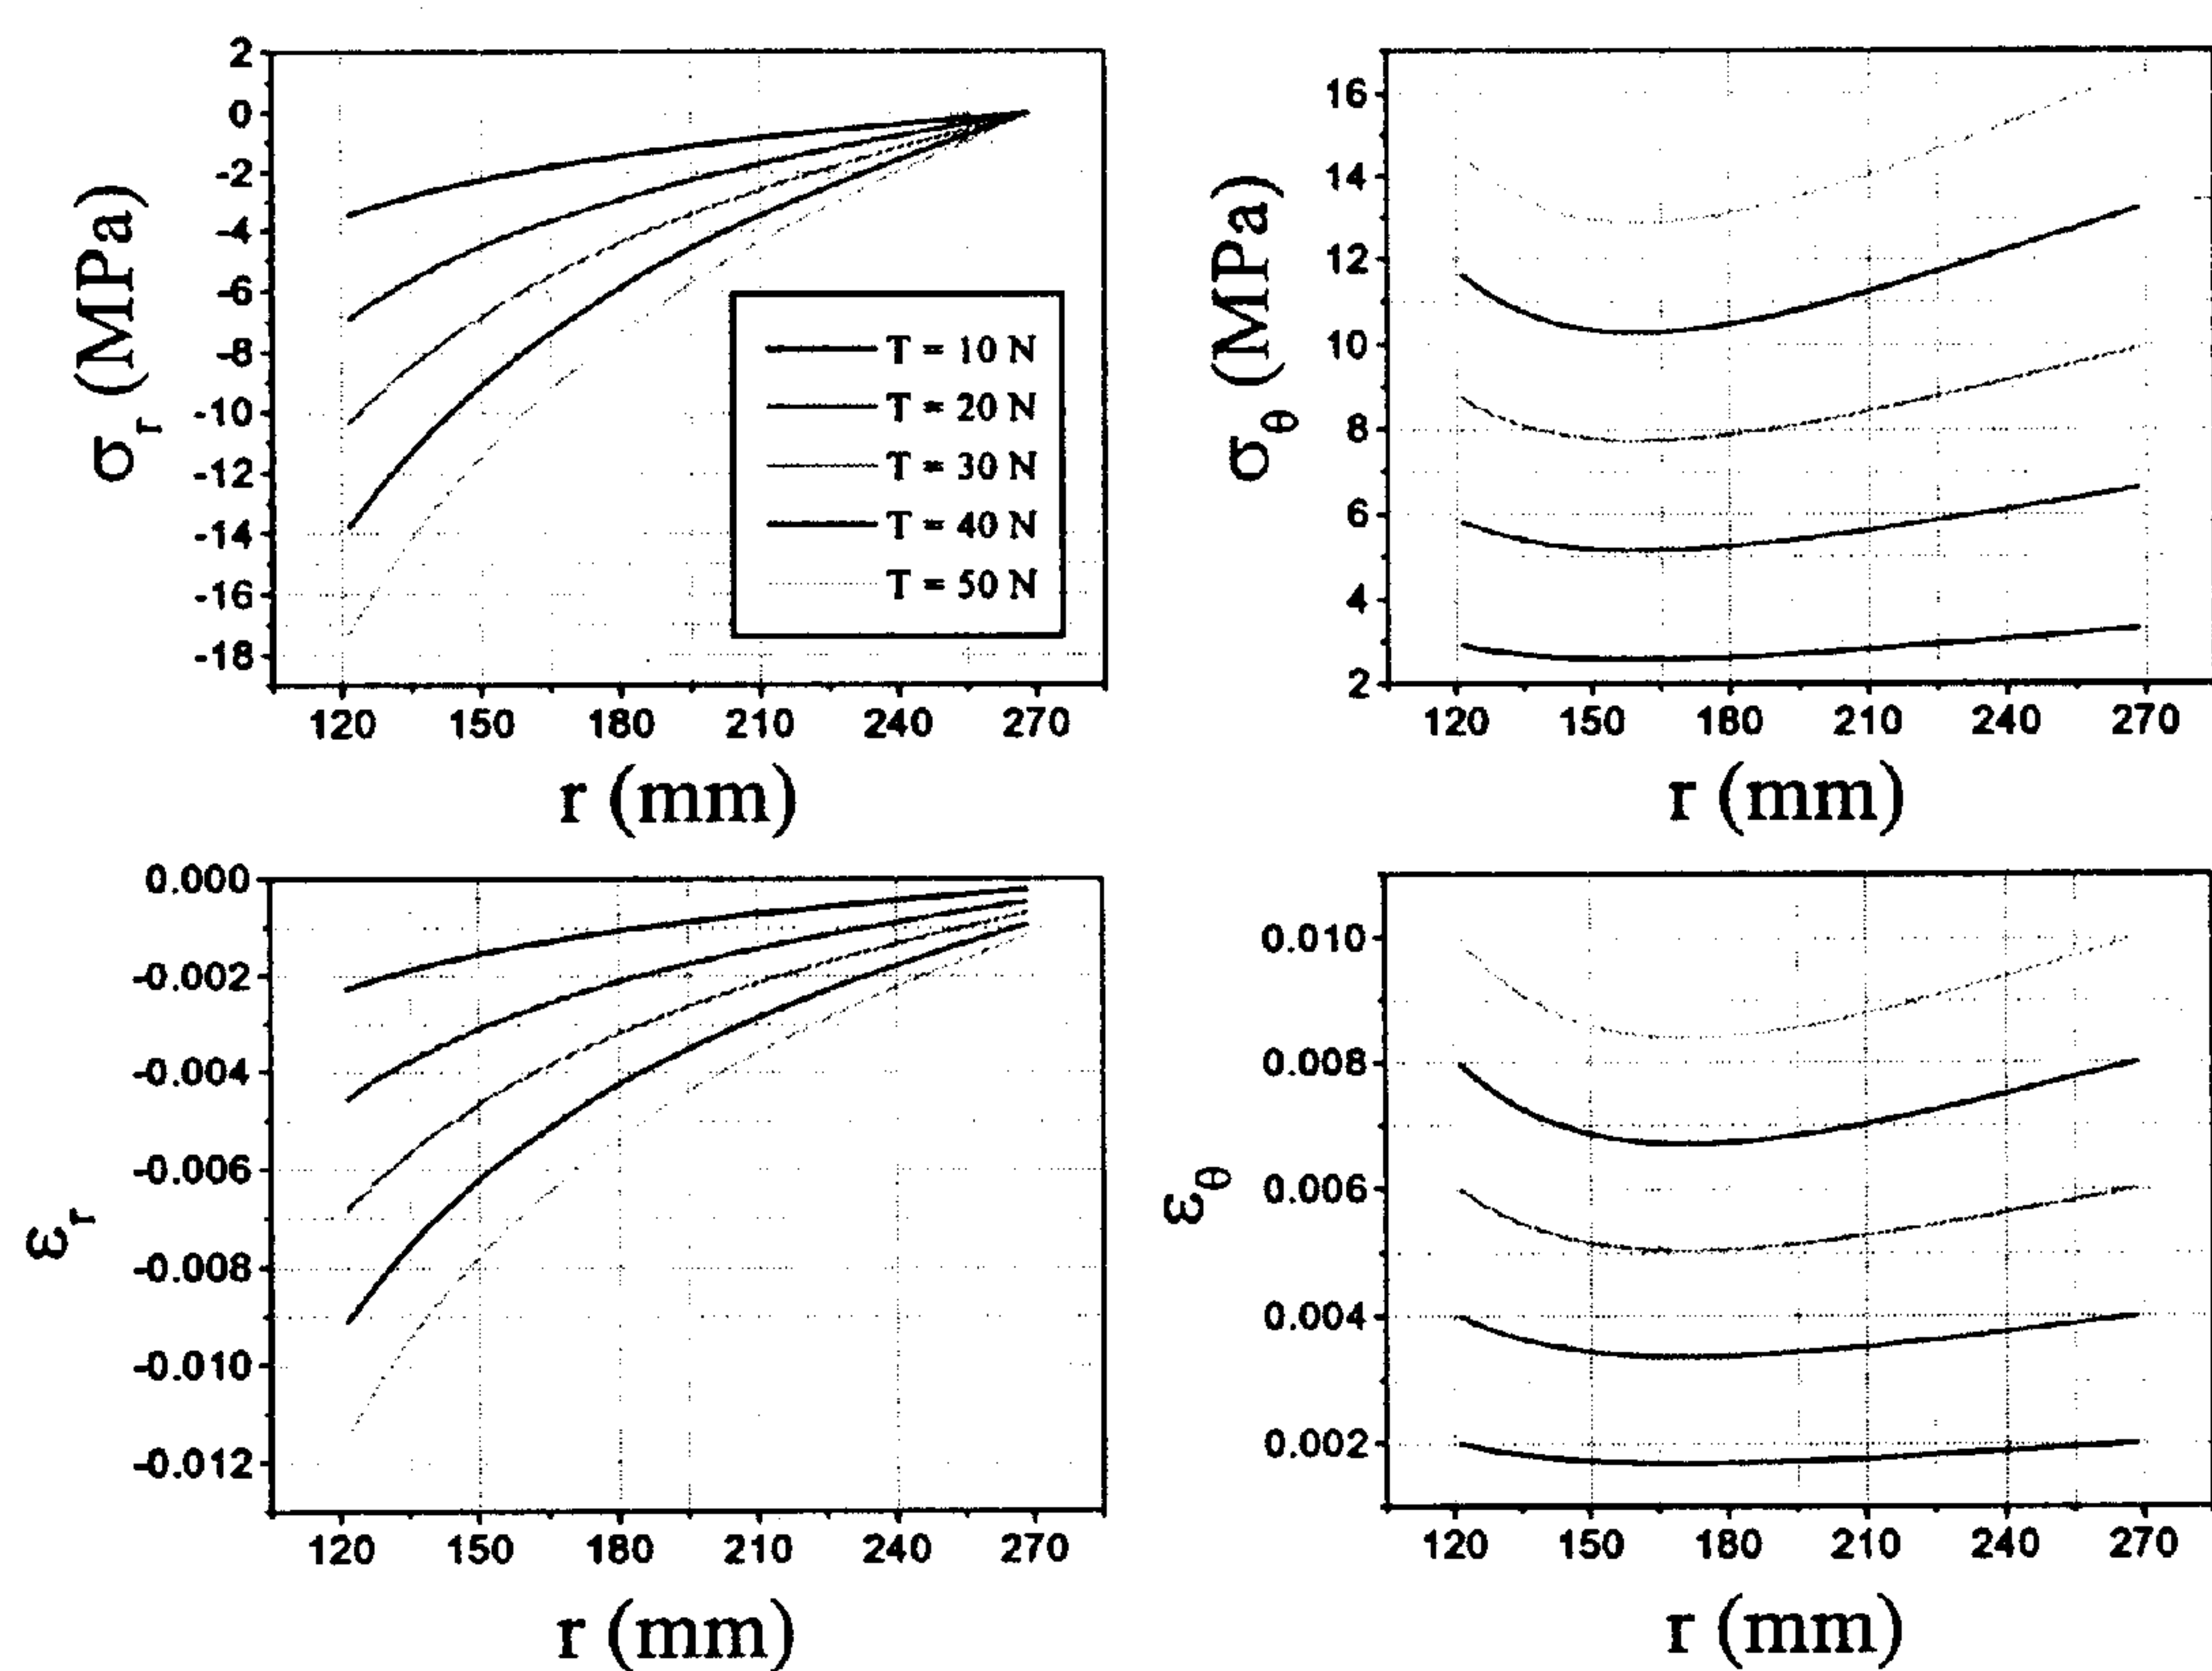 2
0
-2
-4
-6
-8
-10
-12
-14
-16
-18
σr (MPa)
T = 10 N
T = 20 N
T = 30 N
T = 40 N
T = 50 N
120 150 180 210 240 270
r (mm)
16
14
12
10
8
6
4
2
σθ (MPa)
120 150 180 210 240 270
r (mm)
0.000
-0.002
-0.004
-0.006
-0.008
-0.010
-0.012
εr
120 150 180 210 240 270
r (mm)
0.010
0.008
0.006
0.004
0.002
εθ
120 150 180 210 240 270
r (mm)